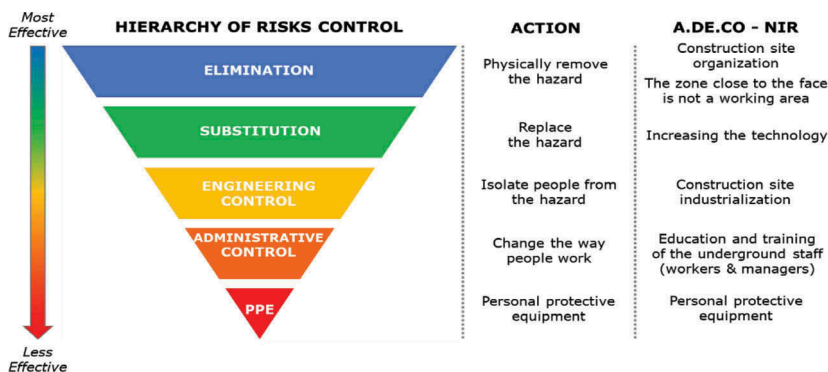 Most
Effective
HIERARCHY OF RISKS CONTROL
ACTION
A.DE.CO - NIR
ELIMINATION
Physically remove
the hazard
Construction site
organization
The zone close to the face
is not a working area
SUBSTITUTION
Replace
the hazard
Increasing the technology
ENGINEERING
CONTROL
Isolate people from
the hazard
Construction site
industrialization
ADMINISTRATIVE
CONTROL
Change the way
people work
Education and training
of the underground staff
(workers & managers)
PPE
Personal protective
equipment
Personal protective
equipment
Less
Effective